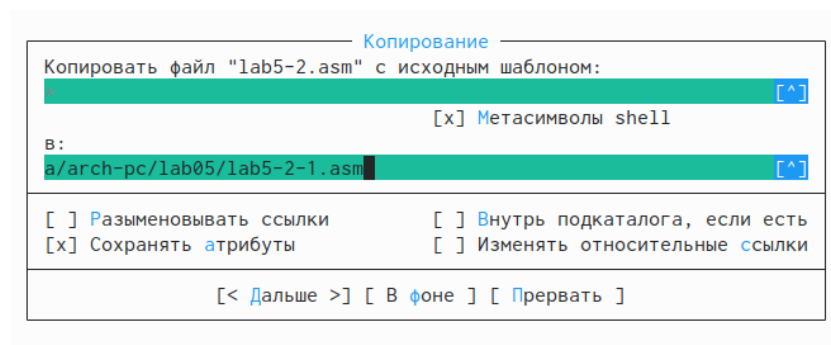 Копирование
Копировать файл "lab5-2.asm" с исходным шаблоном:
* [^]
[x] Метасимволы shell
в:
a/arch-pc/lab05/lab5-2-1.asm [^]
[ ] Разыменовывать ссылки [ ] Внутрь подкаталога, если есть
[x] Сохранять атрибуты [ ] Изменять относительные ссылки
[< Дальше >] [ В фоне ] [ Прервать ]